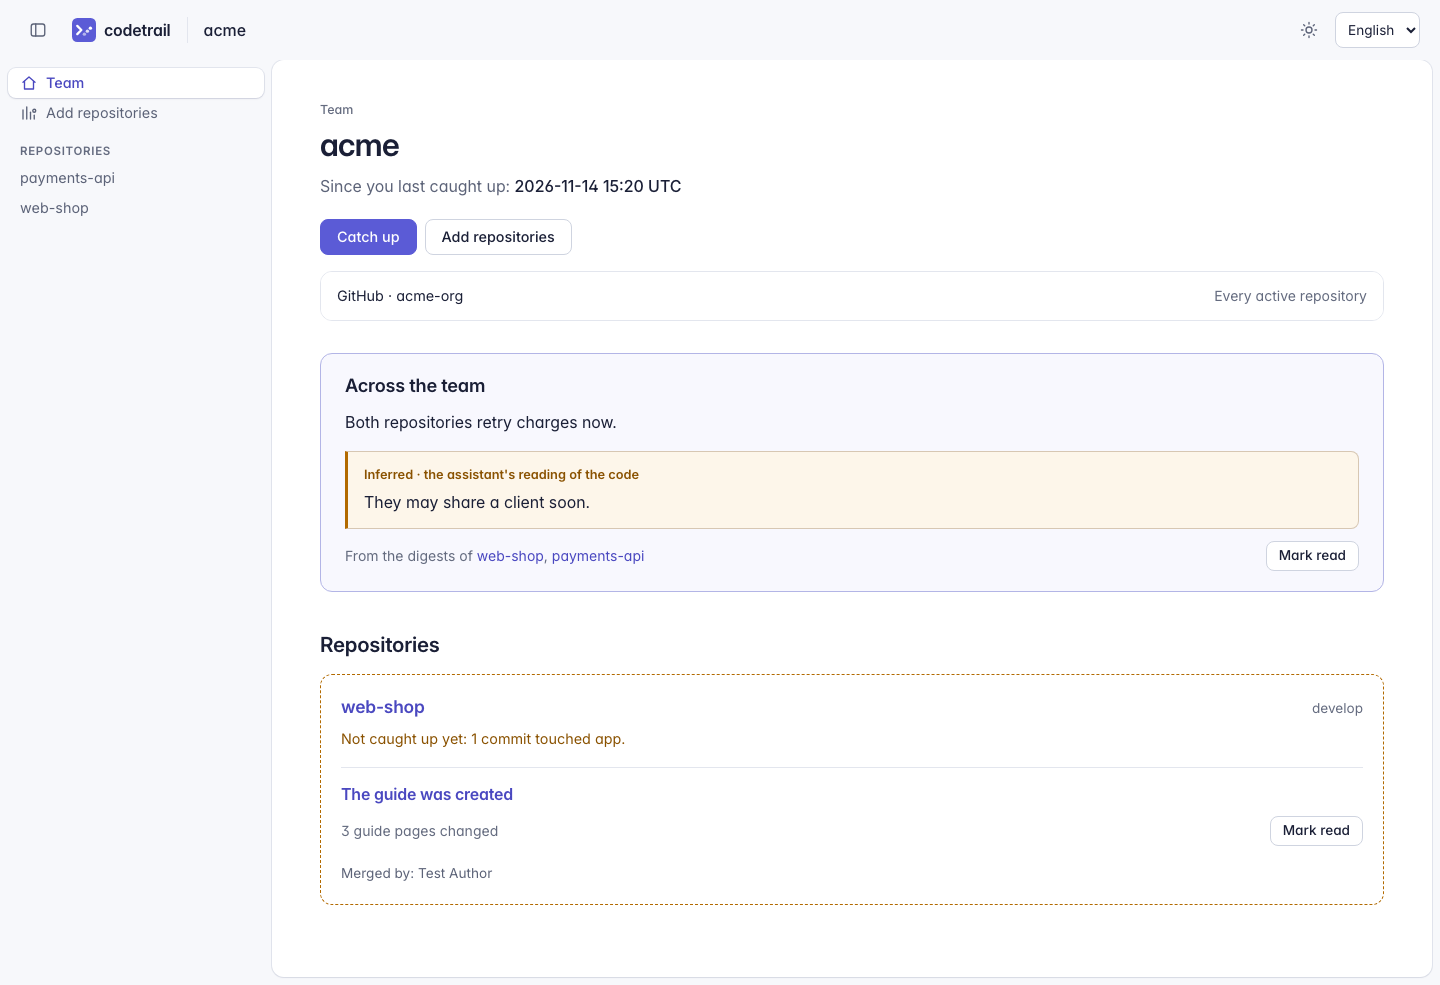 codetrail
acme
English
Team
Add repositories
REPOSITORIES
payments-api
web-shop
Team
acme
Since you last caught up: 2026-11-14 15:20 UTC
Catch up
Add repositories
GitHub · acme-org
Every active repository
Across the team
Both repositories retry charges now.
Inferred · the assistant's reading of the code
They may share a client soon.
From the digests of web-shop, payments-api
Mark read
Repositories
web-shop
develop
Not caught up yet: 1 commit touched app.
The guide was created
3 guide pages changed
Mark read
Merged by: Test Author